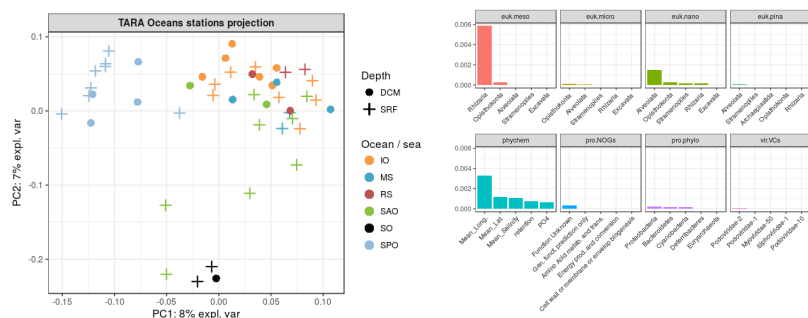 TARA Oceans stations projection
0.1
0.0
-0.1
-0.2
PC2: 7% expl. var
-0.15
-0.10
-0.05
0.00
0.05
0.10
PC1: 8% expl. var
Depth
DCM
SRF
Ocean / sea
IO
MS
RS
SAO
SO
SPO
euk.meso
euk.micro
euk.nano
euk.pina
0.006
0.004
0.002
0.000
Rhizaria
Opisthokonta
Alveolata
Stramenopiles
Excavata
Opisthokonta
Alveolata
Stramenopiles
Rhizaria
Excavata
Alveolata
Opisthokonta
Stramenopiles
Rhizaria
Excavata
Alveolata
Stramenopiles
Archaeplastida
Opisthokonta
Rhizaria
phychem
pro.NOGs
pro.phylo
vir.VCs
0.006
0.004
0.002
0.000
Mean_Long.
Mean_Lat.
Mean_Salinity
retention
PO4
Function Unknown
Gen. funct. prediction only
Amino Acid metab. and trans.
Energy prod. and conversion
Cell wall or membrane or envelop biogenesis
Proteobacteria
Bacteroidetes
Cyanobacteria
Deferribacteres
Euryarchaeota
Podoviridae-2
Podoviridae-1
Myoviridae-50
Siphoviridae-1
Podoviridae-10